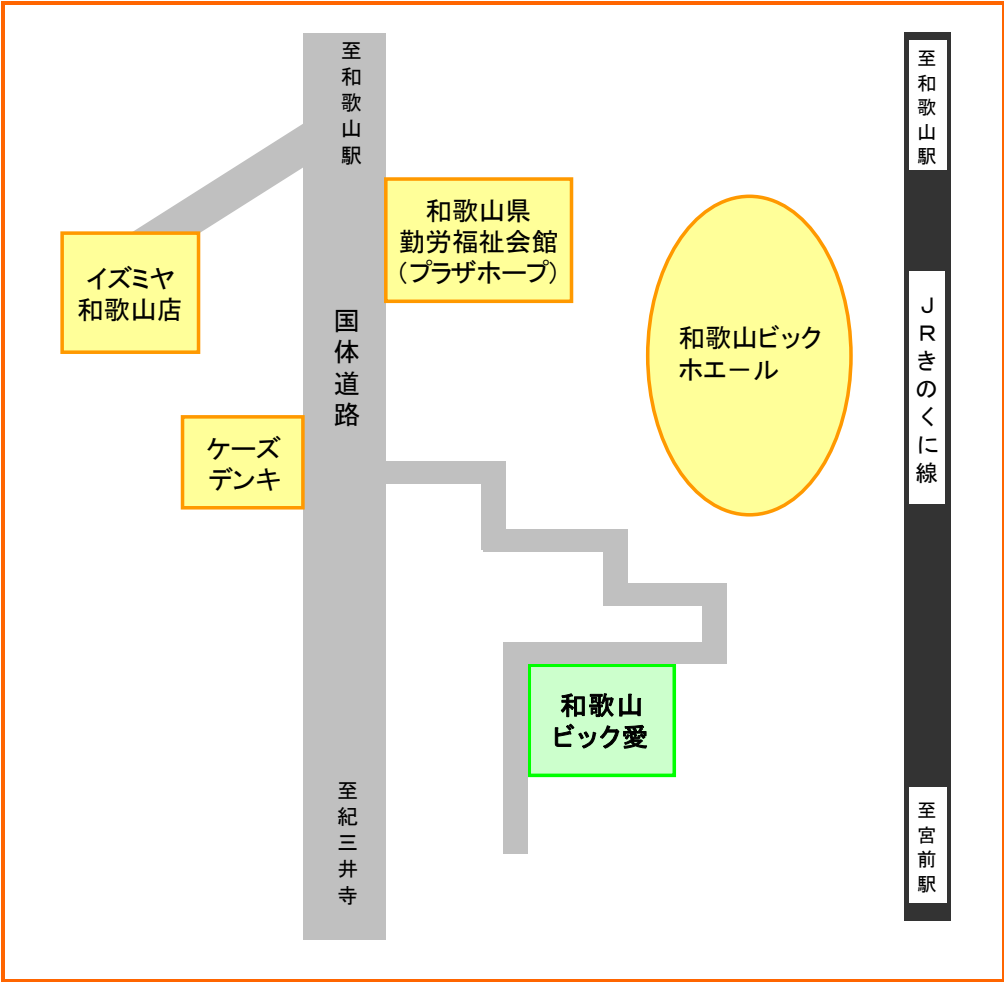 至和歌山駅
至和歌山駅
和歌山県
勤労福祉会館
（プラザホープ）
イズミヤ
和歌山店
国体道路
和歌山ビック
ホエール
JRきのくに線
ケーズ
デンキ
和歌山
ビック愛
至紀三井寺
至宮前駅